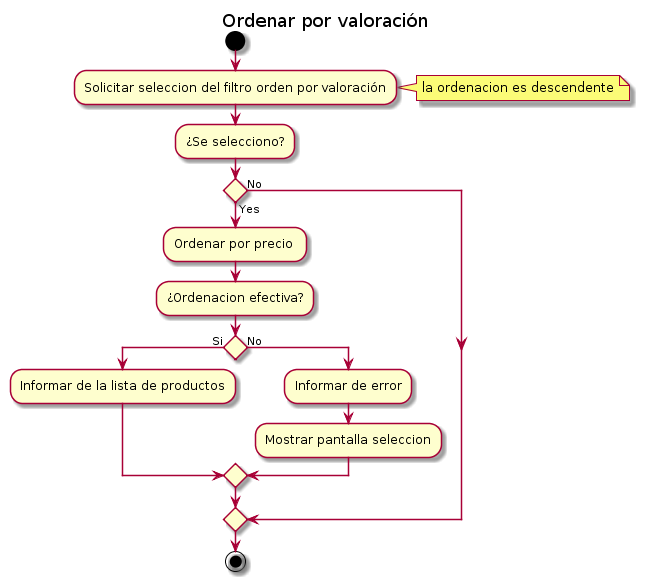 Ordenar por valoración
Solicitar seleccion del filtro orden por valoración
la ordenacion es descendente
¿Se selecciono?
No
Yes
Ordenar por precio
¿Ordenacion efectiva?
Si
No
Informar de la lista de productos
Informar de error
Mostrar pantalla seleccion